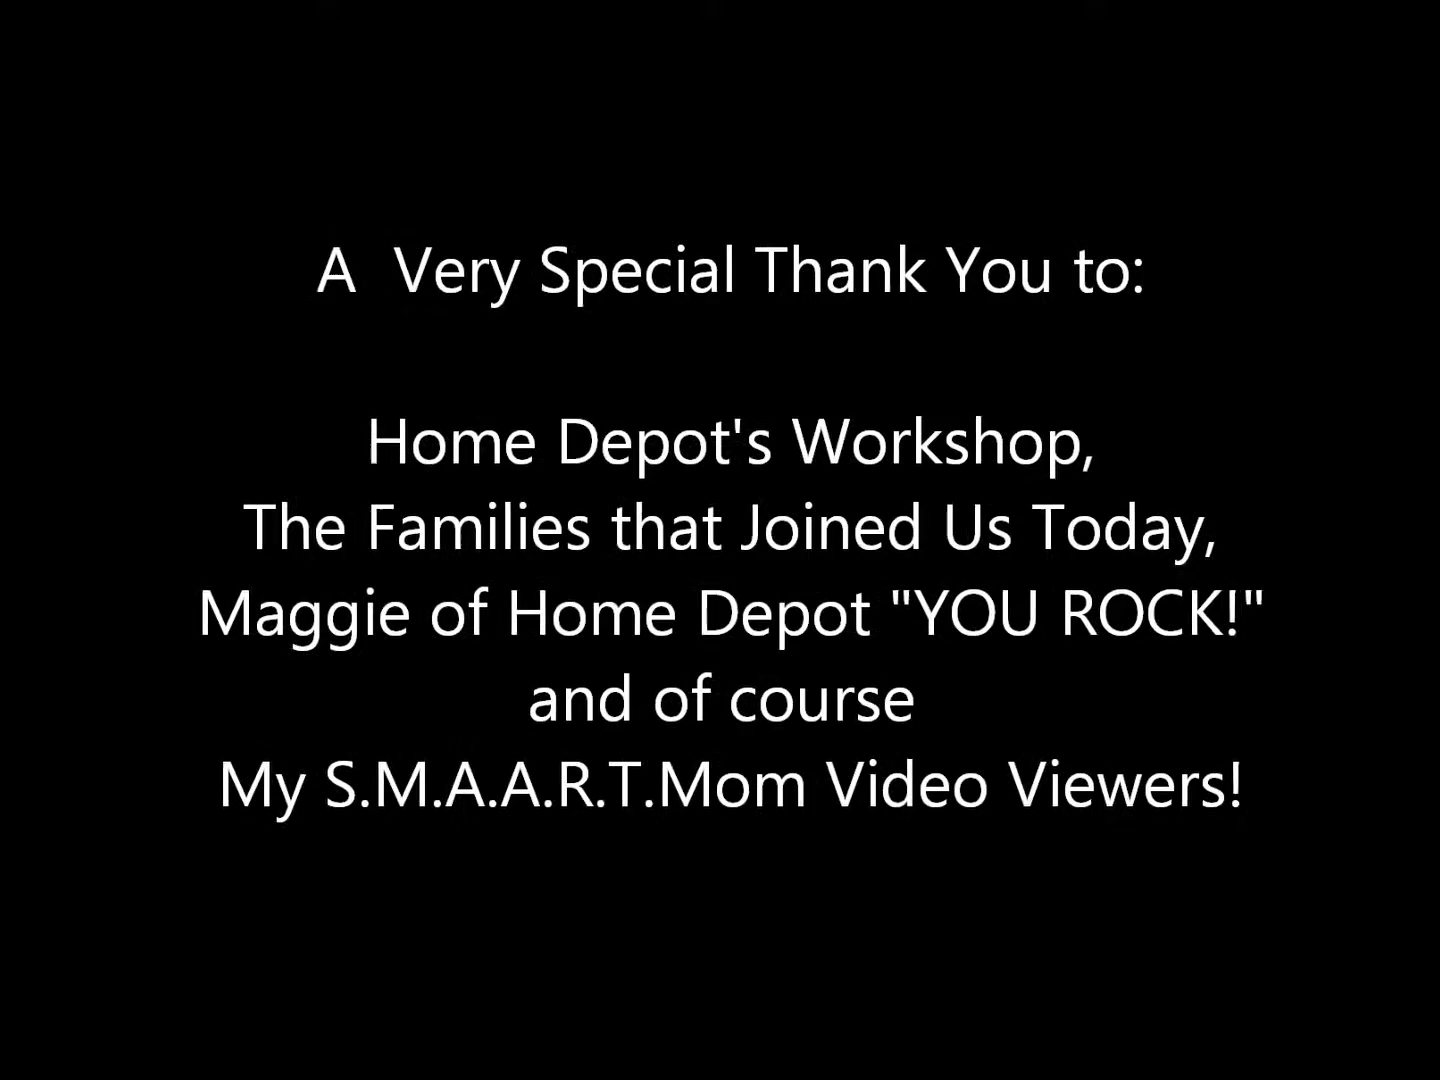 A  Very Special Thank You to:
Home Depot's Workshop,
The Families that Joined Us Today,
Maggie of Home Depot "YOU ROCK!"
and of course
My S.M.A.A.R.T.Mom Video Viewers!